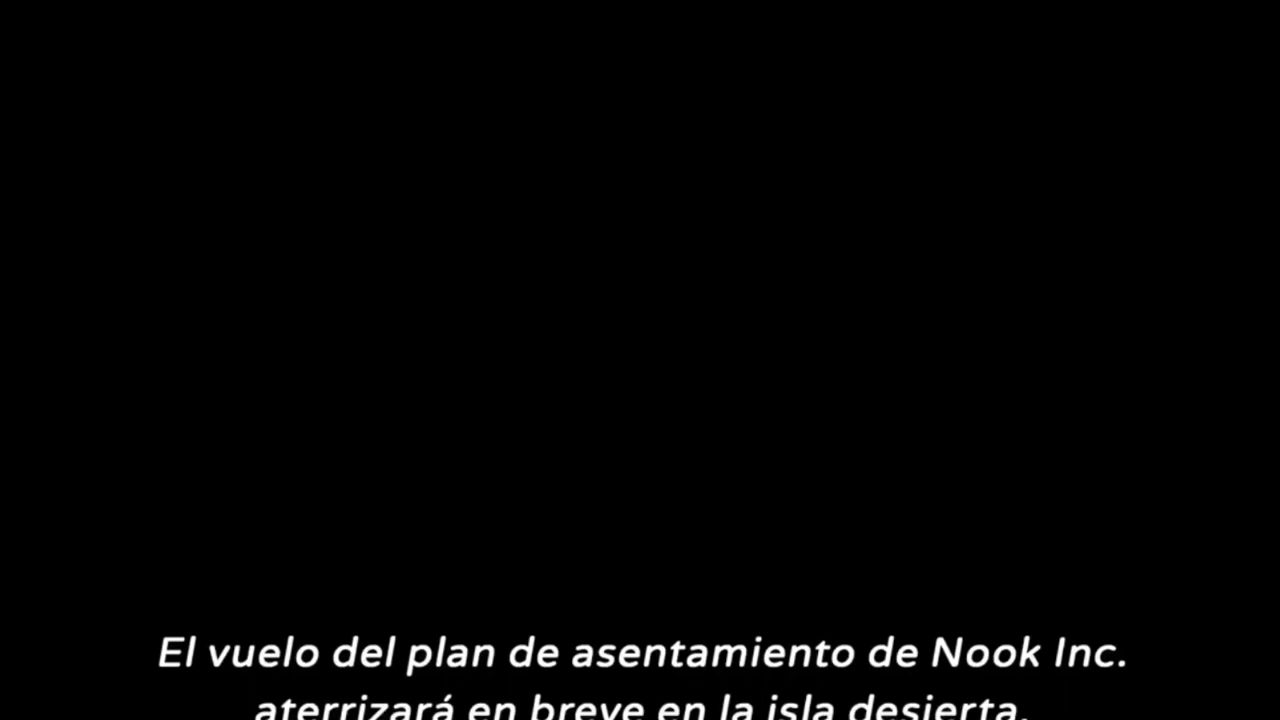 El vuelo del plan de asentamiento de Nook Inc.
aterrizará en breve en la isla desierta.